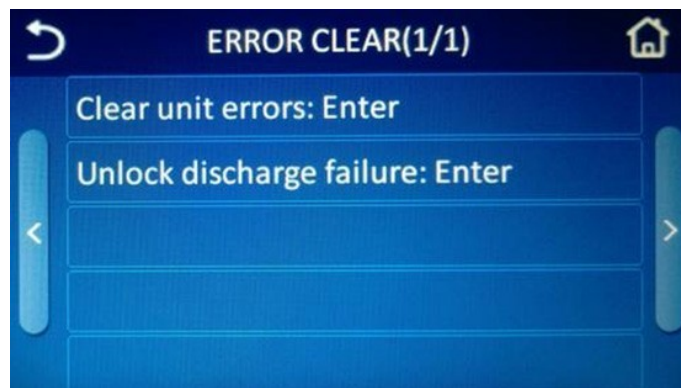 ERROR CLEAR(1/1)
Clear unit errors: Enter
Unlock discharge failure: Enter